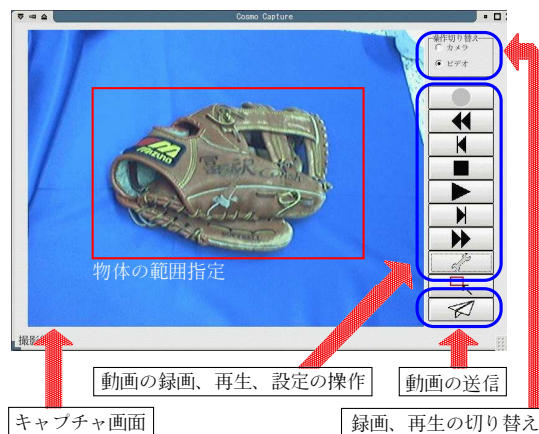 Cosmo Capture
操作切り替え
カメラ
ビデオ
MIZUNO
物体の範囲指定
動画の録画、再生、設定の操作
動画の送信
キャプチャ画面
録画、再生の切り替え